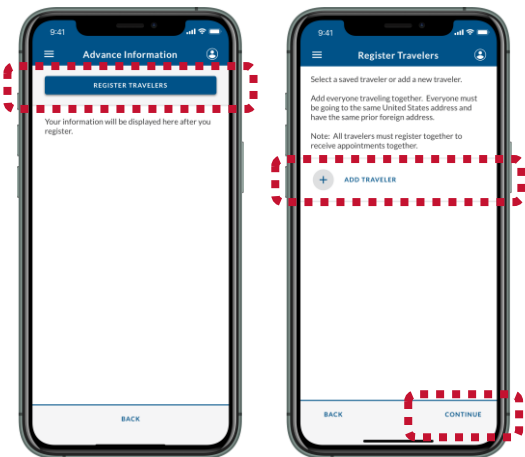 9:41
Advance Information
REGISTER TRAVELERS
Your information will be displayed here after you
register.
BACK
9:41
Register Travelers
Select a saved traveler or add a new traveler.
Add everyone traveling together. Everyone must
be going to the same United States address and
have the same prior foreign address.
Note: All travelers must register together to
receive appointments together.
+ ADD TRAVELER
BACK
CONTINUE